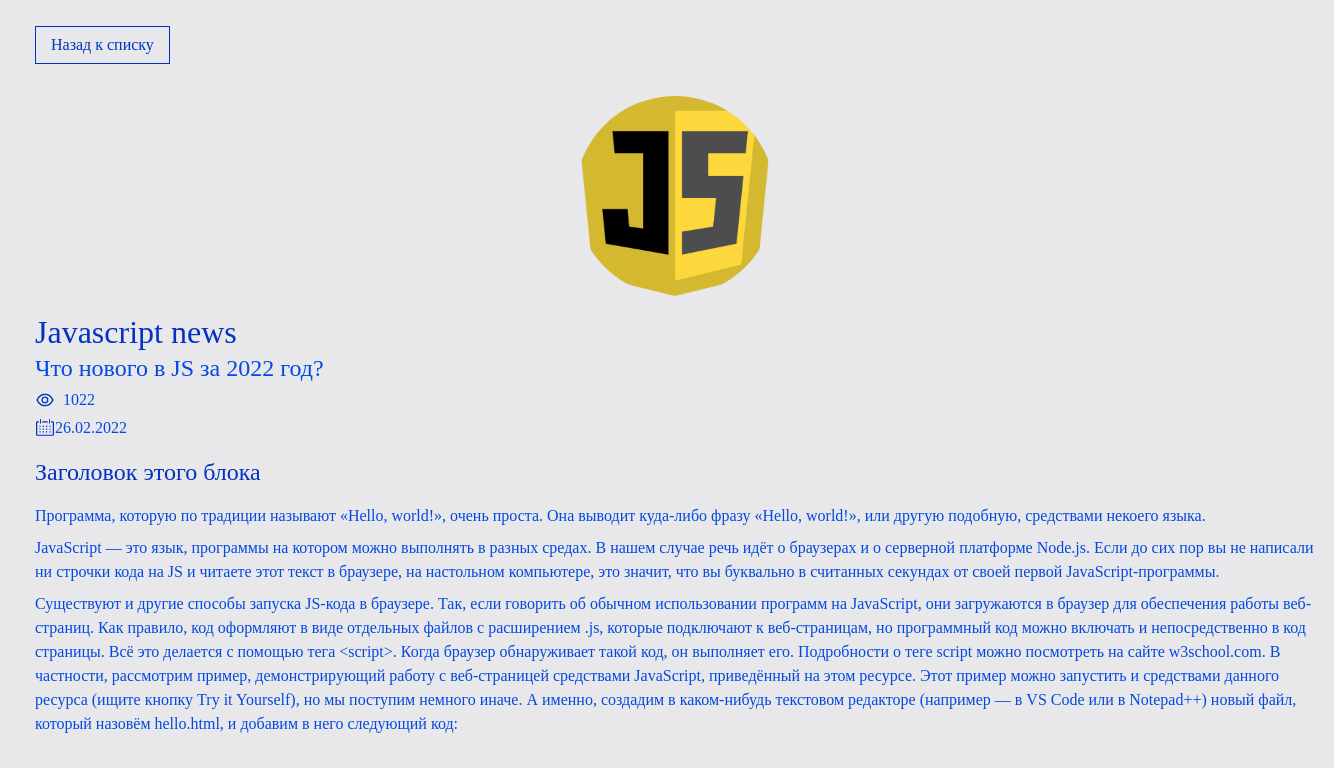 Назад к списку
JS
Javascript news
Что нового в JS за 2022 год?
1022
26.02.2022
Заголовок этого блока
Программа, которую по традиции называют «Hello, world!», очень проста. Она выводит куда-либо фразу «Hello, world!», или другую подобную, средствами некоего языка.
JavaScript — это язык, программы на котором можно выполнять в разных средах. В нашем случае речь идёт о браузерах и о серверной платформе Node.js. Если до сих пор вы не написали
ни строчки кода на JS и читаете этот текст в браузере, на настольном компьютере, это значит, что вы буквально в считанных секундах от своей первой JavaScript-программы.
Существуют и другие способы запуска JS-кода в браузере. Так, если говорить об обычном использовании программ на JavaScript, они загружаются в браузер для обеспечения работы веб-
страниц. Как правило, код оформляют в виде отдельных файлов с расширением .js, которые подключают к веб-страницам, но программный код можно включать и непосредственно в код
страницы. Всё это делается с помощью тега <script>. Когда браузер обнаруживает такой код, он выполняет его. Подробности о теге script можно посмотреть на сайте w3school.com. В
частности, рассмотрим пример, демонстрирующий работу с веб-страницей средствами JavaScript, приведённый на этом ресурсе. Этот пример можно запустить и средствами данного
ресурса (ищите кнопку Try it Yourself), но мы поступим немного иначе. А именно, создадим в каком-нибудь текстовом редакторе (например — в VS Code или в Notepad++) новый файл,
который назовём hello.html, и добавим в него следующий код: